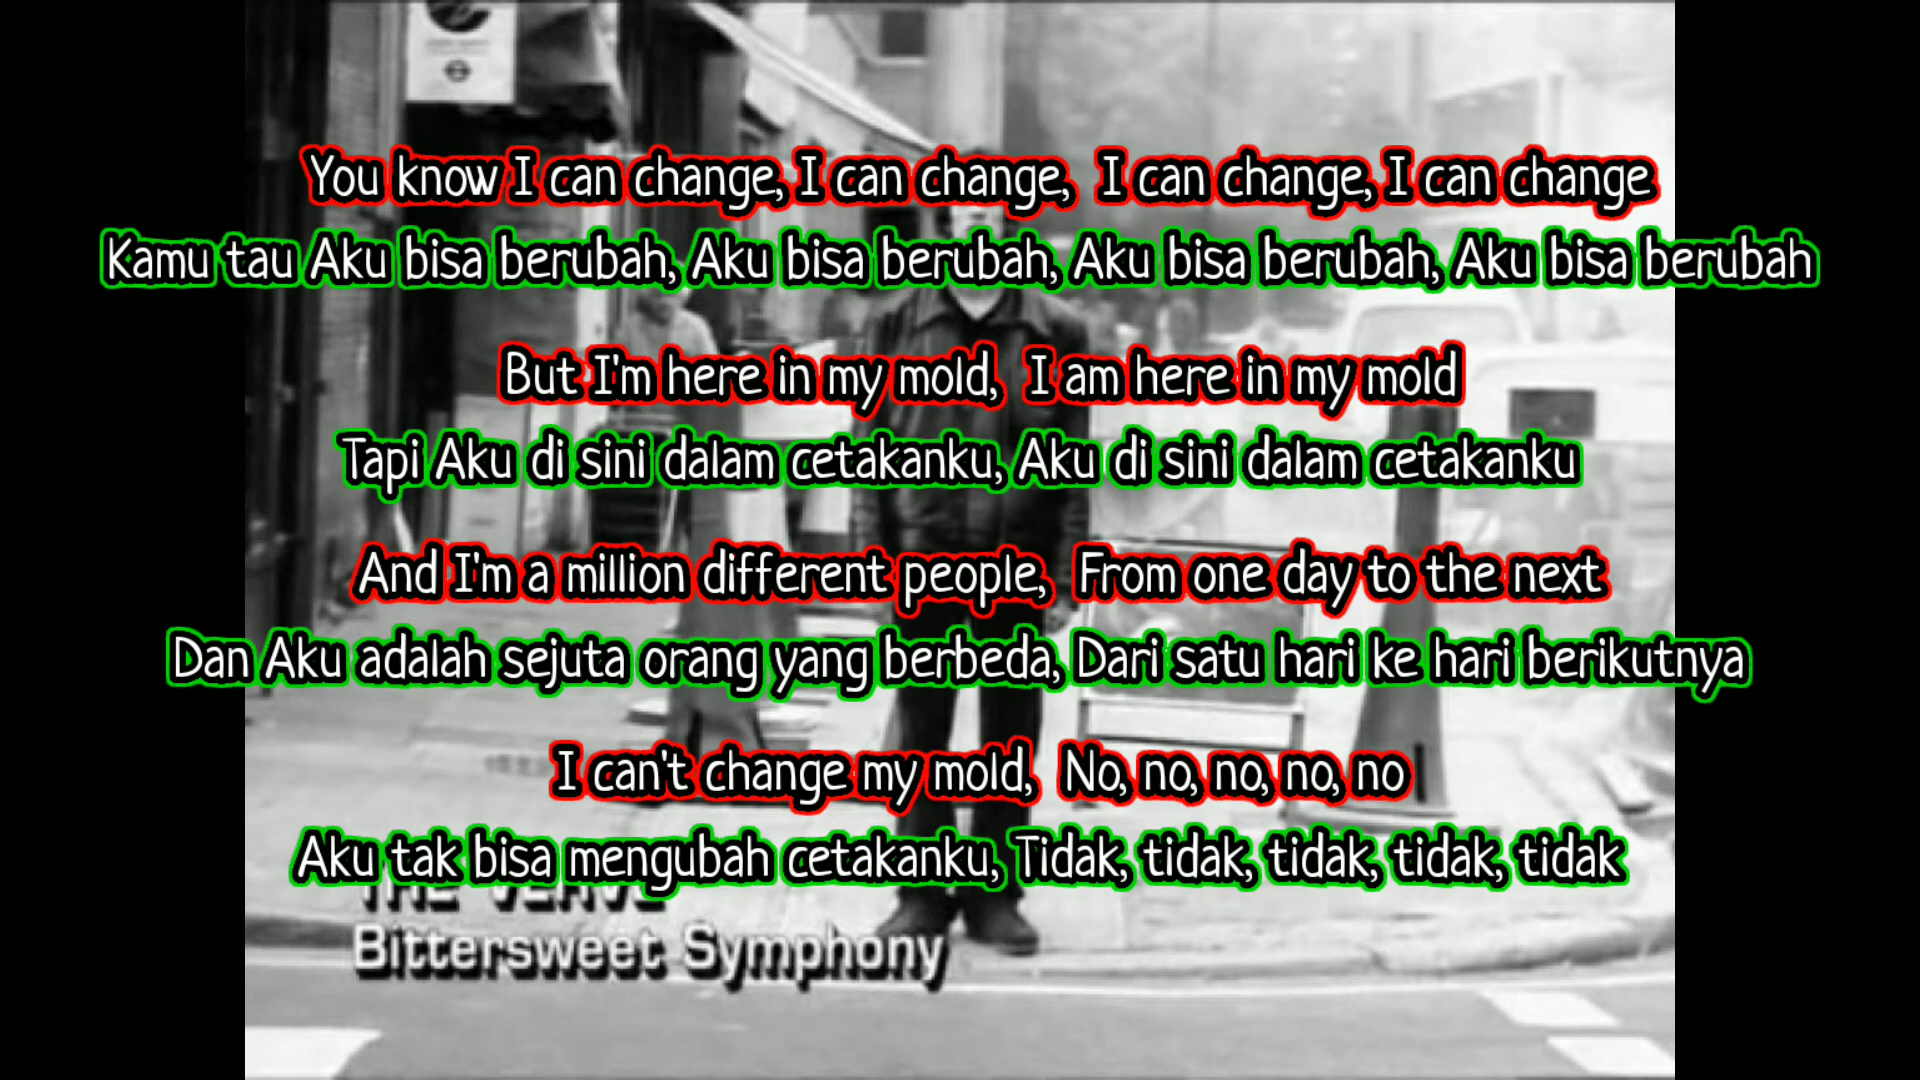 You know I can change, I can change, I can change, I can change
Kamu tau Aku bisa berubah, Aku bisa berubah, Aku bisa berubah, Aku bisa berubah
But I'm here in my mold, I am here in my mold
Tapi Aku di sini dalam cetakanku, Aku di sini dalam cetakanku
And I'm a million different people, From one day to the next
Dan Aku adalah sejuta orang yang berbeda, Dari satu hari ke hari berikutnya
I can't change my mold, No, no, no, no, no
Aku tak bisa mengubah cetakanku, Tidak, tidak, tidak, tidak, tidak
THE VERVE
Bittersweet Symphony